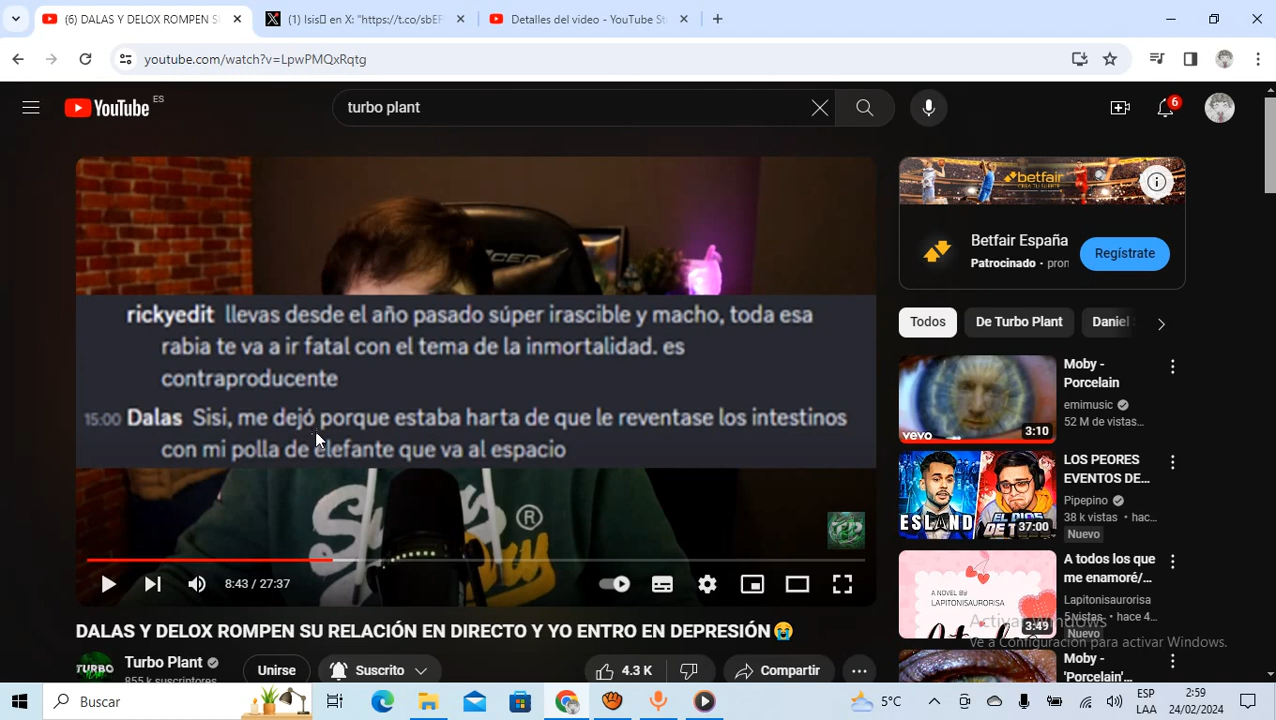 (6) DALAS Y DELOX ROMPEN S
(1) Isis en X: "https://t.co/sbEF
Detalles del video - YouTube St
youtube.com/watch?v=LpwPMQxRqtg
YouTube ES
turbo plant
6
betfair
Betfair España
Patrocinado · pron
Regístrate
rickyedit llevas desde el año pasado súper irascible y macho, toda esa
rabia te va a ir fatal con el tema de la inmortalidad. es
contraproducente
15:00 Dalas Sisi, me dejó porque estaba harta de que le reventase los intestinos
con mi polla de elefante que va al espacio
8:43 / 27:37
DALAS Y DELOX ROMPEN SU RELACIÓN EN DIRECTO Y YO ENTRO EN DEPRESIÓN
TURBO
Turbo Plant
855 k suscriptores
Unirse
Suscrito
4.3 K
Compartir
Todos
De Turbo Plant
Daniel
Moby -
Porcelain
emimusic
52 M de vistas...
vevo
3:10
LOS PEORES
EVENTOS DE...
Pipepino
38 k vistas · hac...
Nuevo
ESLAND
37:00
A todos los que
me enamoré/...
Lapitonisaurorisa
5 vistas · hace 4...
Nuevo
A NOVEL BY
LAPITONISAURORISA
3:49
Moby -
'Porcelain'...
Activar Windows
Ve a Configuración para activar Windows.
Buscar
5°C
ESP
LAA
2:59
24/02/2024